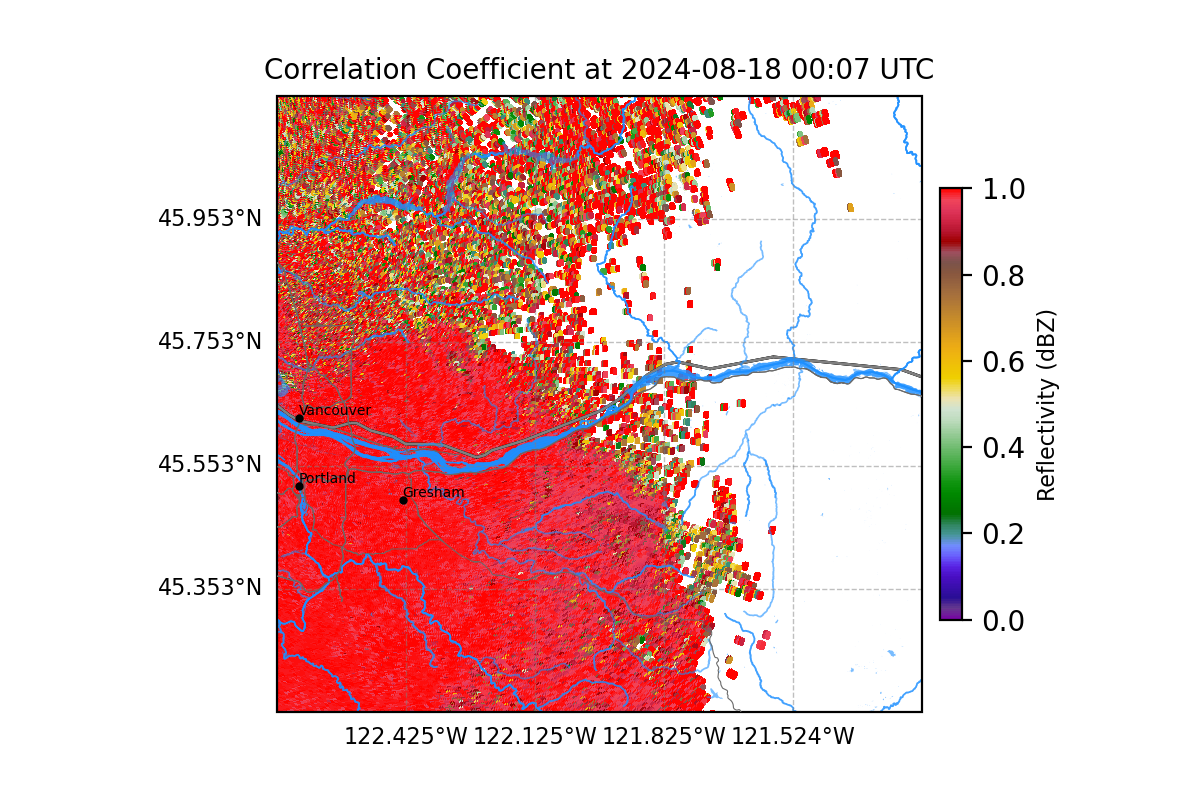 Correlation Coefficient at 2024-08-18 00:07 UTC
45.953°N
45.753°N
45.553°N
45.353°N
122.425°W 122.125°W 121.825°W 121.524°W
Vancouver
Portland
Gresham
1.0
0.8
0.6
0.4
0.2
0.0
Reflectivity (dBZ)